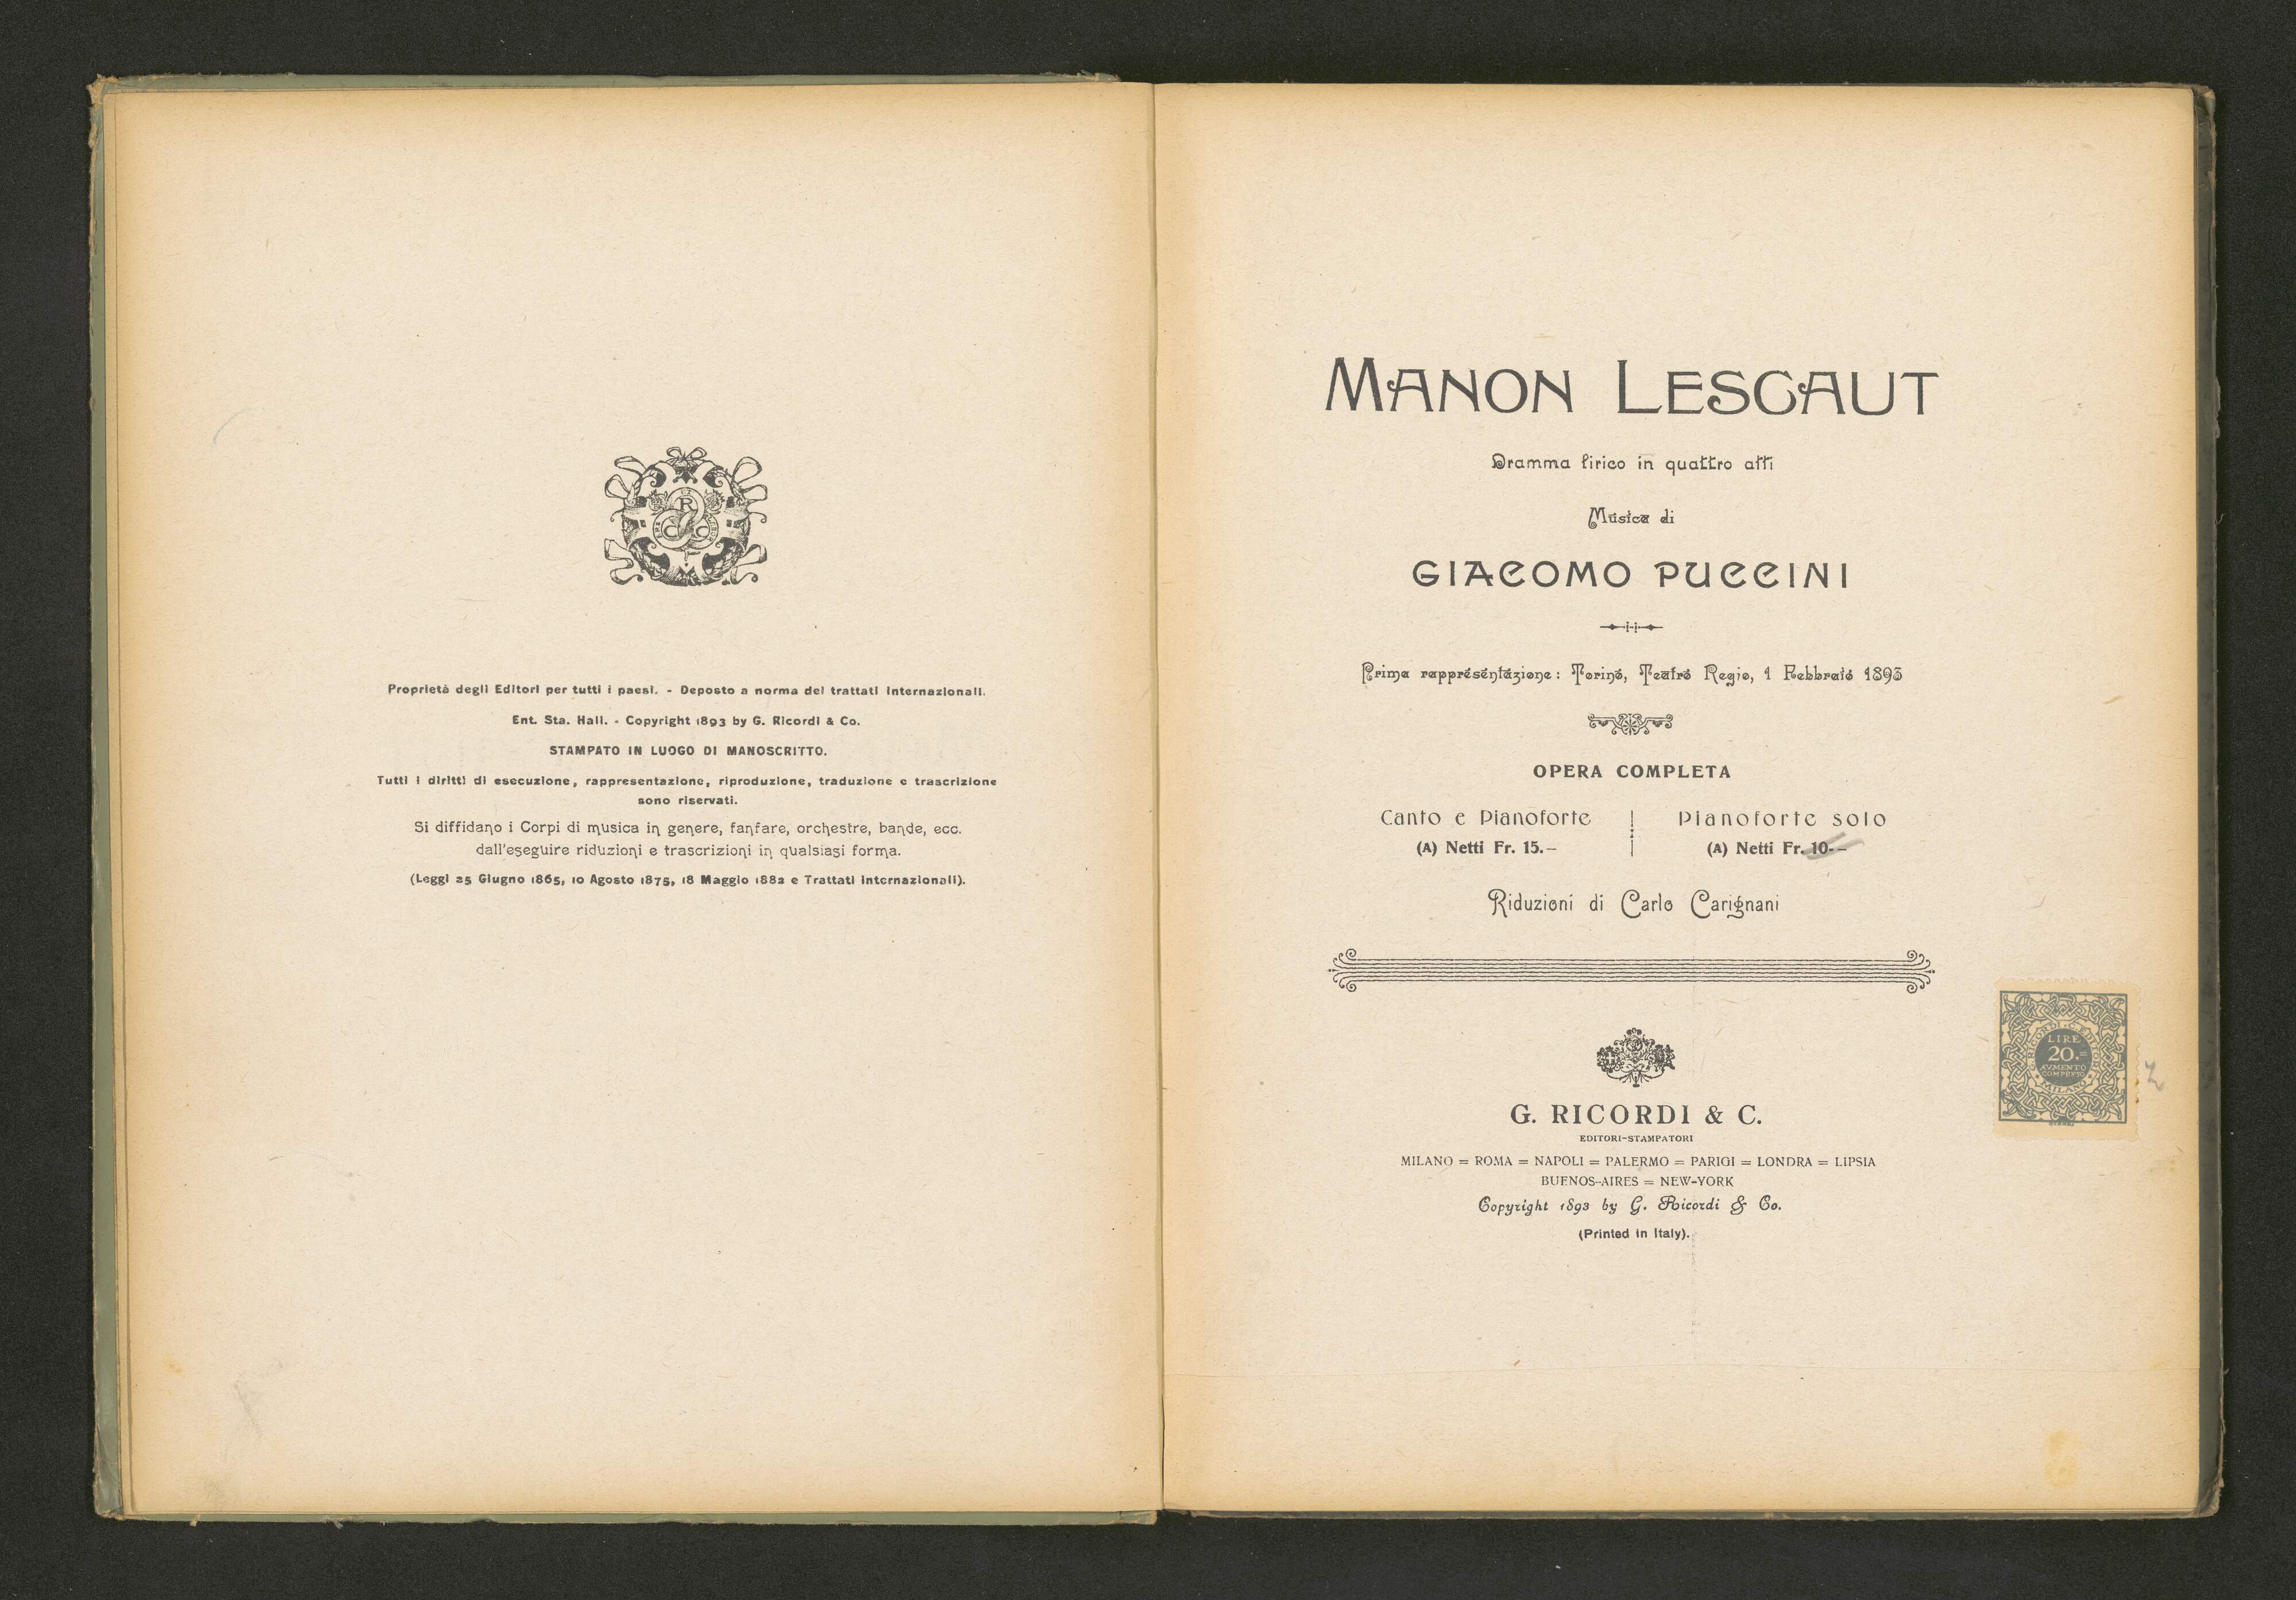 Proprietà degli Editori per tutti i paesi. - Deposto a norma dei trattati internazionali.
Ent. Sta. Hall. - Copyright 1893 by G. Ricordi & Co.
STAMPATO IN LUOGO DI MANOSCRITTO.
Tutti i diritti di esecuzione, rappresentazione, riproduzione, traduzione e trascrizione
sono riservati.
Si diffidano i Corpi di musica in genere, fanfare, orchestre, bande, ecc.
dall'eseguire riduzioni e trascrizioni in qualsiasi forma.
(Leggi 25 Giugno 1865, 10 Agosto 1875, 18 Maggio 1882 e Trattati internazionali).
MANON LESCAUT
Dramma lirico in quattro atti
Musica di
GIACOMO PUCCINI
Prima rappresentazione: Torino, Teatro Regio, 1 Febbraio 1893
OPERA COMPLETA
Canto e Pianoforte
(A) Netti Fr. 15.—
Pianoforte solo
(A) Netti Fr. 10-—
Riduzioni di Carlo Carignani
LIRE
20.=
AVMENTO
COMPRESO
MILANO
G. RICORDI & C.
EDITORI-STAMPATORI
MILANO = ROMA = NAPOLI = PALERMO = PARIGI = LONDRA = LIPSIA
BUENOS-AIRES = NEW-YORK
Copyright 1893 by G. Ricordi & Co.
(Printed in Italy).